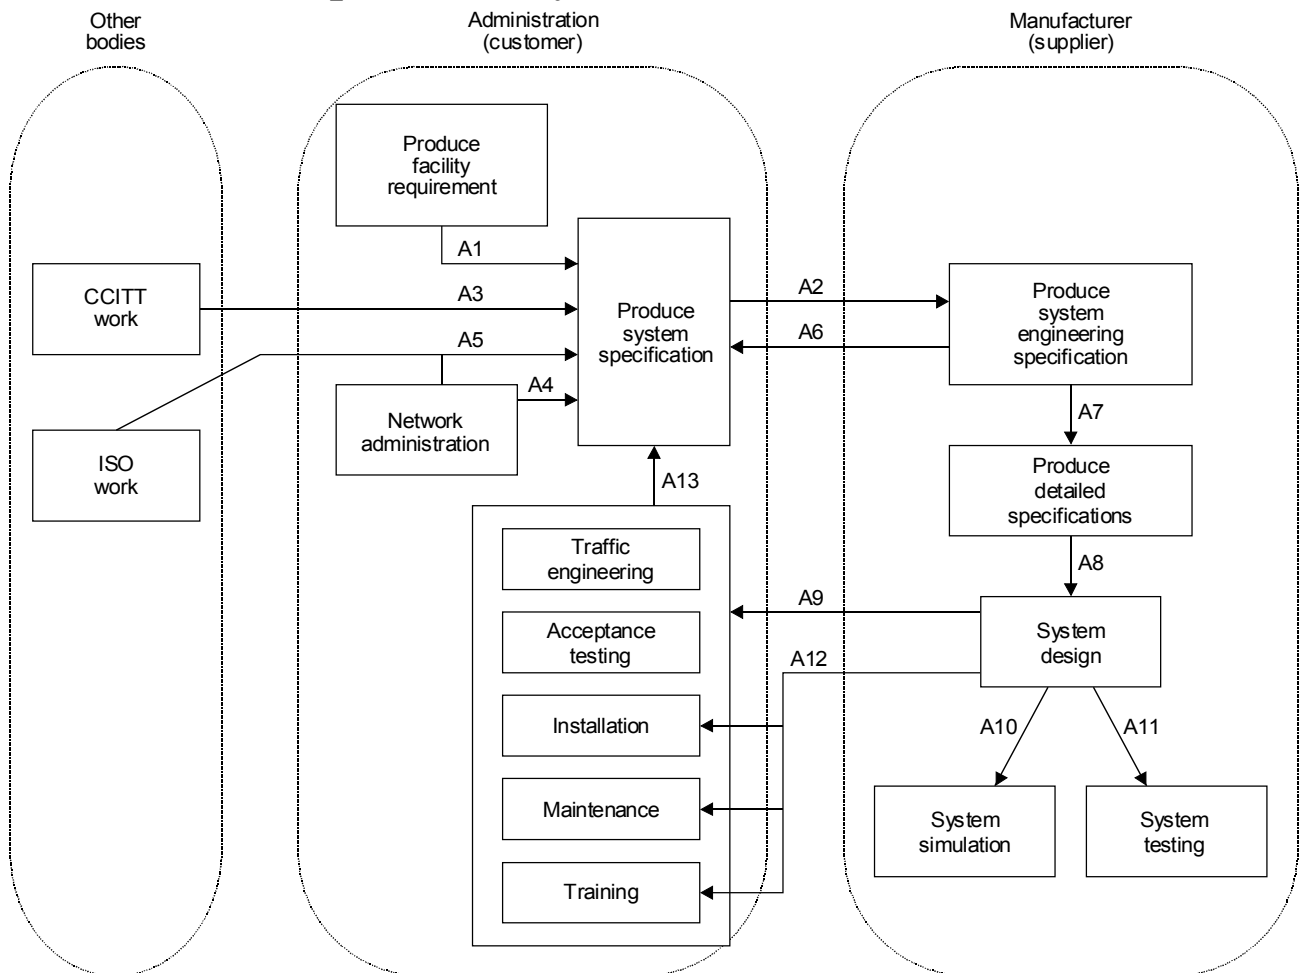 Other
bodies
Administration
(customer)
Manufacturer
(supplier)
Produce
facility
requirement
A1
CCITT
work
A3
Produce
system
specification
A2
Produce
system
engineering
specification
A5
A6
A4
Network
administration
ISO
work
A7
A13
Produce
detailed
specifications
Traffic
engineering
A8
A9
Acceptance
testing
System
design
A12
Installation
A10
A11
Maintenance
System
simulation
System
testing
Training